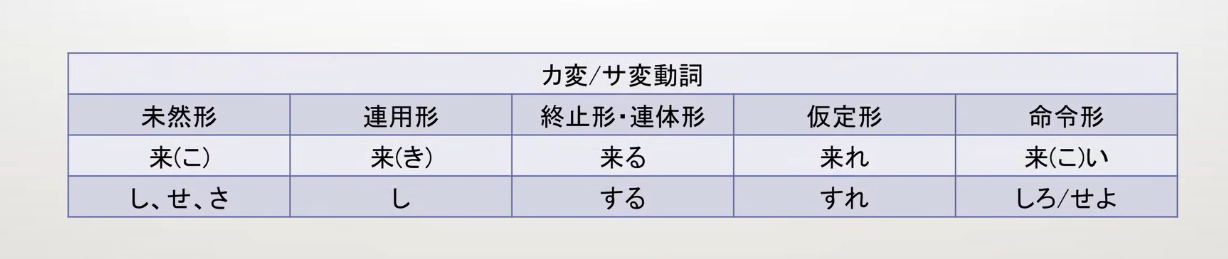 カ変/サ変動詞
未然形 連用形 終止形・連体形 仮定形 命令形
来(こ) 来(き) 来る 来れ 来(こ)い
し、せ、さ し する すれ しろ/せよ